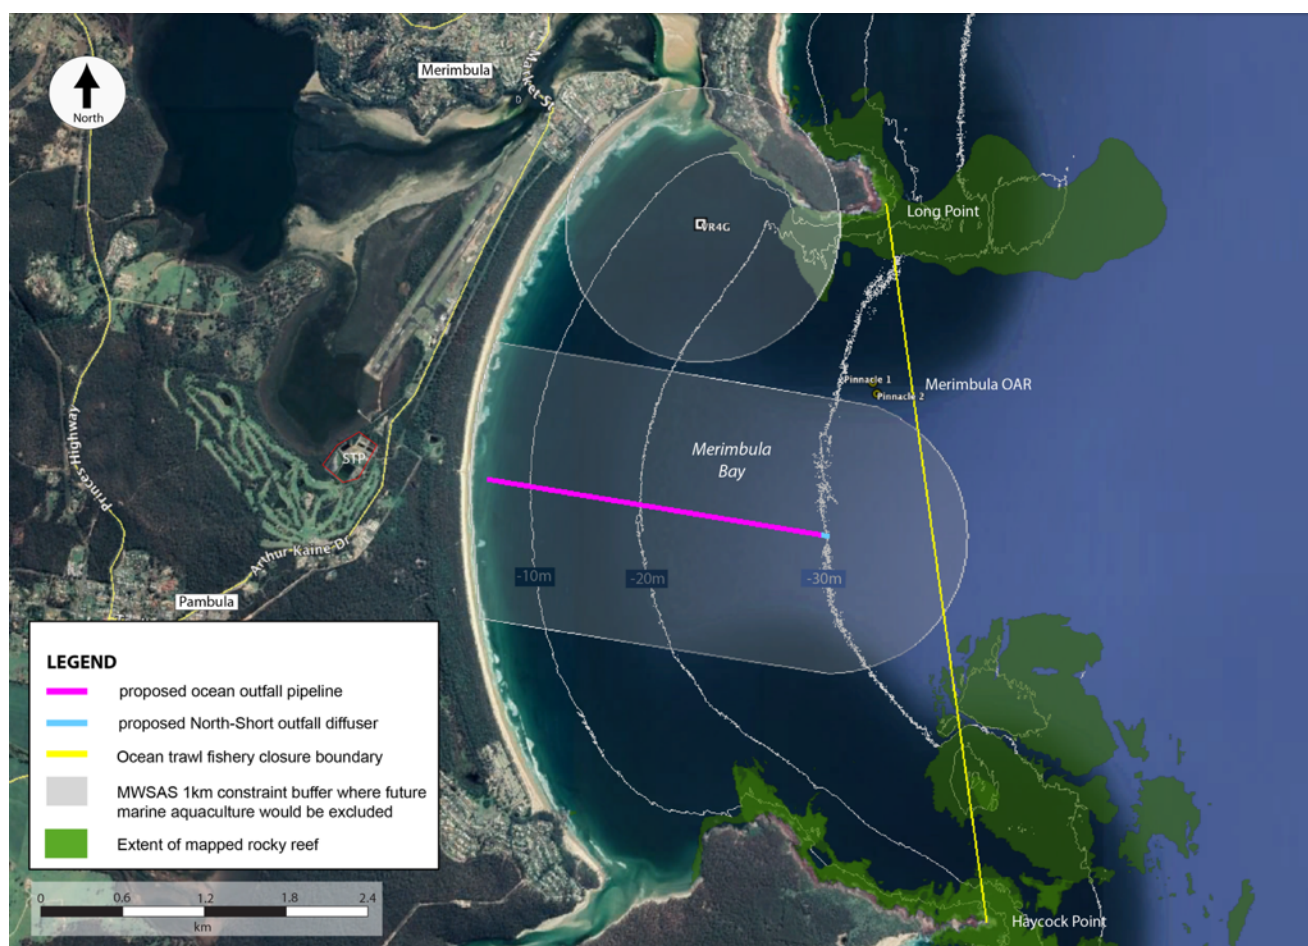 North
Merimbula
Market St
Long Point
VR4G
Pinnacle 1
Pinnacle 2
Merimbula OAR
Merimbula
Bay
STP
Princes Highway
Arthur Kaine Dr
-10m
-20m
-30m
Pambula
LEGEND
proposed ocean outfall pipeline
proposed North-Short outfall diffuser
Ocean trawl fishery closure boundary
MWSAS 1km constraint buffer where future
marine aquaculture would be excluded
Extent of mapped rocky reef
0 0.6 1.2 1.8 2.4
km
Haycock Point